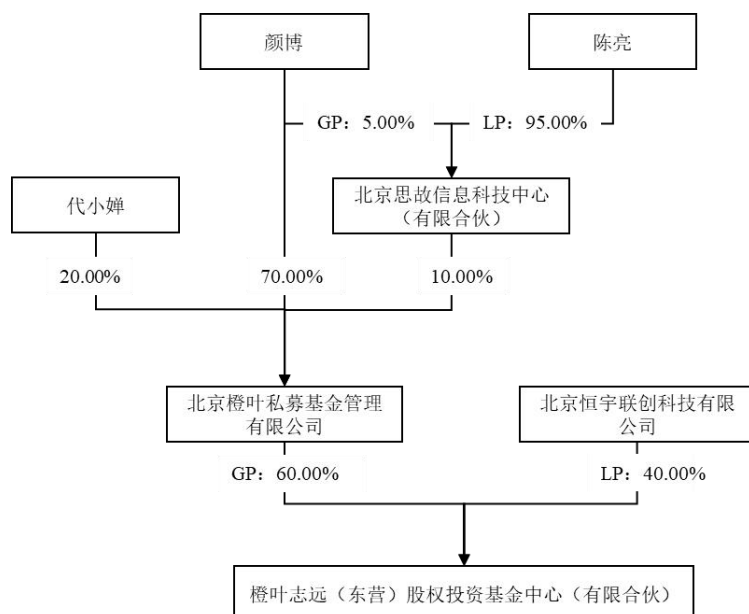 颜博
陈亮
GP：5.00%
LP：95.00%
代小婵
北京思故信息科技中心
（有限合伙）
20.00%
70.00%
10.00%
北京橙叶私募基金管理
有限公司
北京恒宇联创科技有限
公司
GP：60.00%
LP：40.00%
橙叶志远（东营）股权投资基金中心（有限合伙）